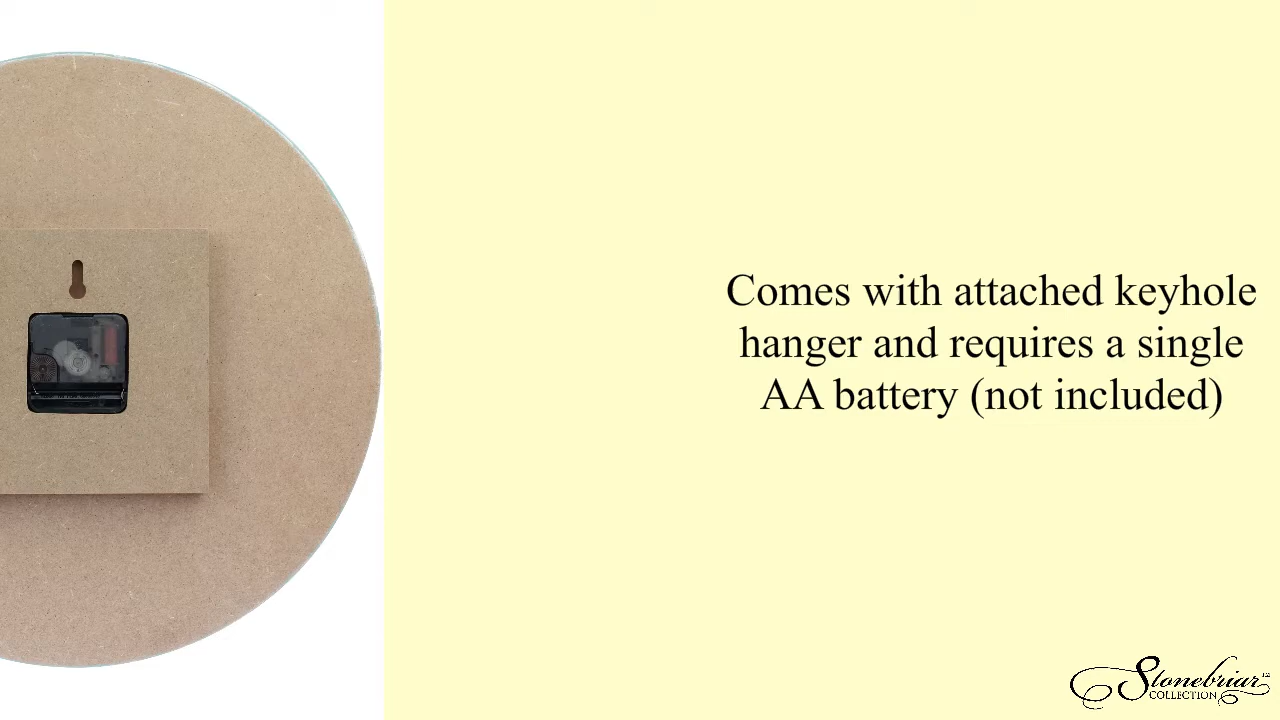 Comes with attached keyhole
hanger and requires a single
AA battery (not included)
Stonebriar
COLLECTION